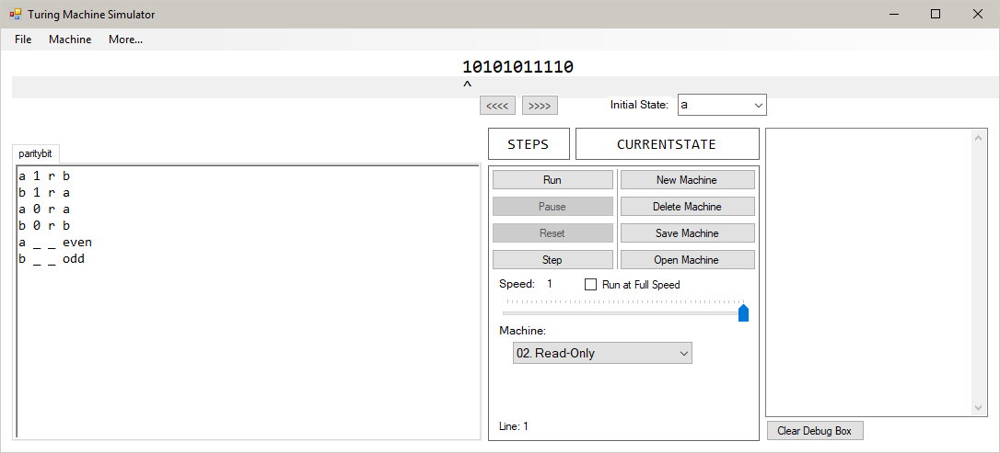 Turing Machine Simulator
File Machine More...
10101011110
^
<<<< >>>> Initial State: a
paritybit
STEPS CURRENTSTATE
a 1 r b
b 1 r a
a 0 r a
b 0 r b
a _ _ even
b _ _ odd
Run New Machine
Pause Delete Machine
Reset Save Machine
Step Open Machine
Speed: 1 Run at Full Speed
Machine:
02. Read-Only
Line: 1
Clear Debug Box